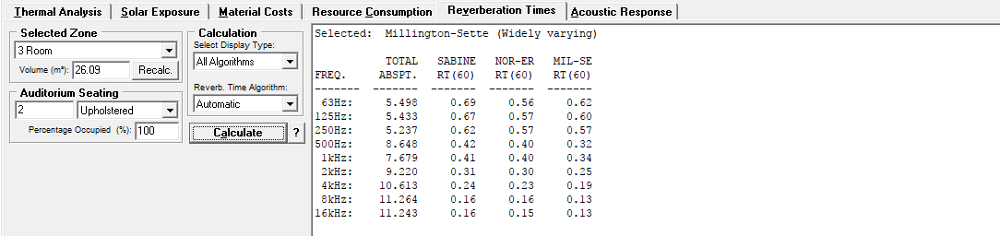 Thermal Analysis Solar Exposure Material Costs Resource Consumption Reverberation Times Acoustic Response
Selected Zone
3 Room
Volume (m³): 26.09 Recalc.
Auditorium Seating
2 Upholstered
Percentage Occupied (%): 100
Calculation
Select Display Type:
All Algorithms
Reverb. Time Algorithm:
Automatic
Calculate ?
Selected: Millington-Sette (Widely varying)
TOTAL SABINE NOR-ER MIL-SE
FREQ. ABSPT. RT(60) RT(60) RT(60)
------- ------- ------- ------- -------
63Hz: 5.498 0.69 0.56 0.62
125Hz: 5.433 0.67 0.57 0.60
250Hz: 5.237 0.62 0.57 0.57
500Hz: 8.648 0.42 0.40 0.32
1kHz: 7.679 0.41 0.40 0.34
2kHz: 9.220 0.31 0.30 0.25
4kHz: 10.613 0.24 0.23 0.19
8kHz: 11.264 0.16 0.16 0.13
16kHz: 11.243 0.16 0.15 0.13